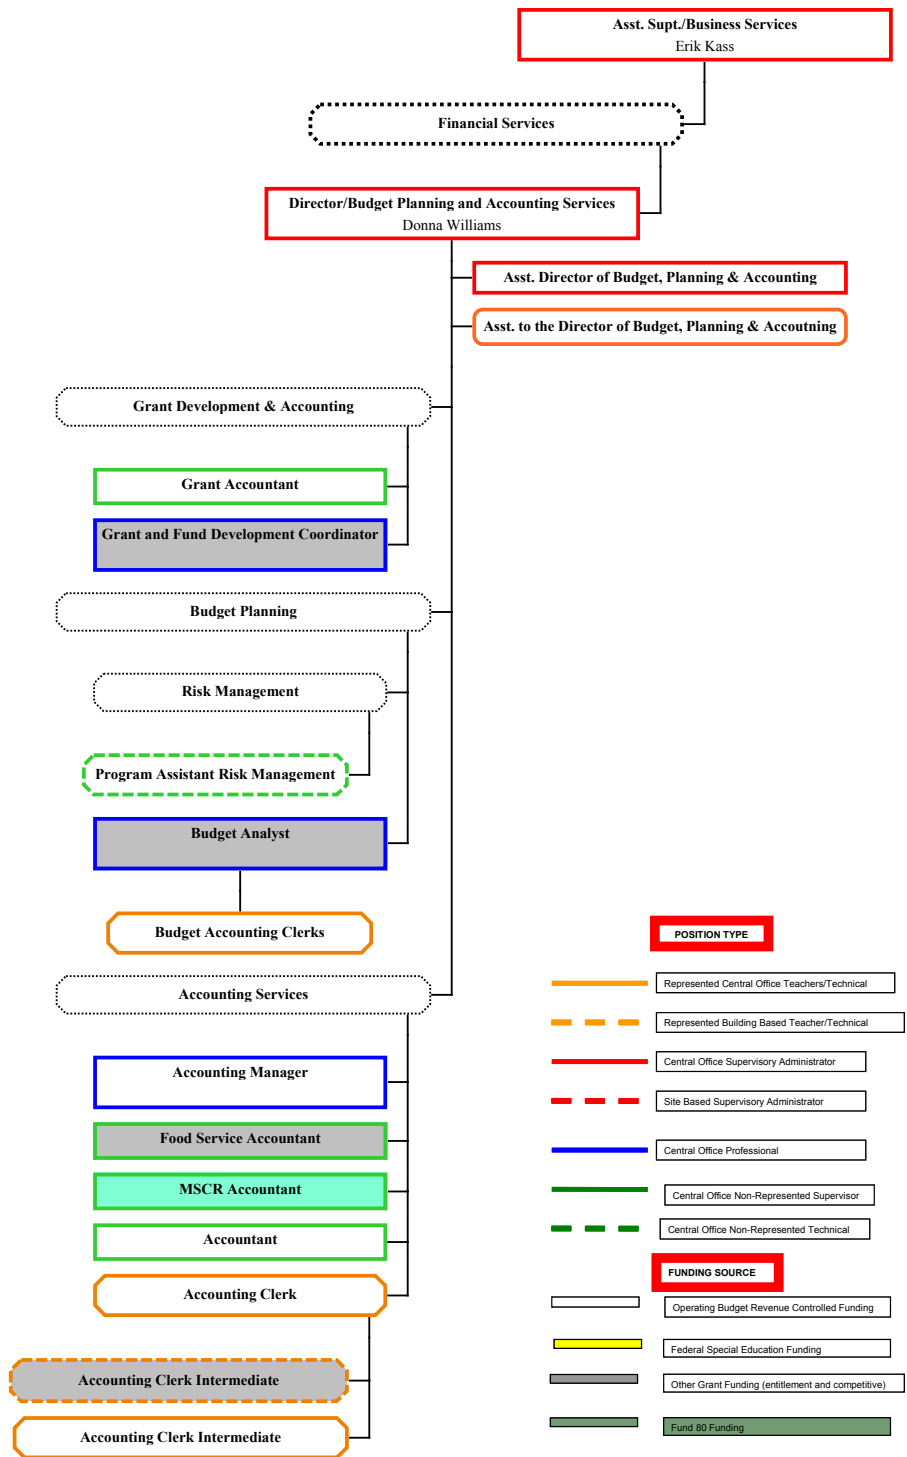 Asst. Supt./Business Services
Erik Kass
Financial Services
Director/Budget Planning and Accounting Services
Donna Williams
Asst. Director of Budget, Planning & Accounting
Asst. to the Director of Budget, Planning & Accoutning
Grant Development & Accounting
Grant Accountant
Grant and Fund Development Coordinator
Budget Planning
Risk Management
Program Assistant Risk Management
Budget Analyst
Budget Accounting Clerks
Accounting Services
Accounting Manager
Food Service Accountant
MSCR Accountant
Accountant
Accounting Clerk
Accounting Clerk Intermediate
Accounting Clerk Intermediate
POSITION TYPE
Represented Central Office Teachers/Technical
Represented Building Based Teacher/Technical
Central Office Supervisory Administrator
Site Based Supervisory Administrator
Central Office Professional
Central Office Non-Represented Supervisor
Central Office Non-Represented Technical
FUNDING SOURCE
Operating Budget Revenue Controlled Funding
Federal Special Education Funding
Other Grant Funding (entitlement and competitive)
Fund 80 Funding